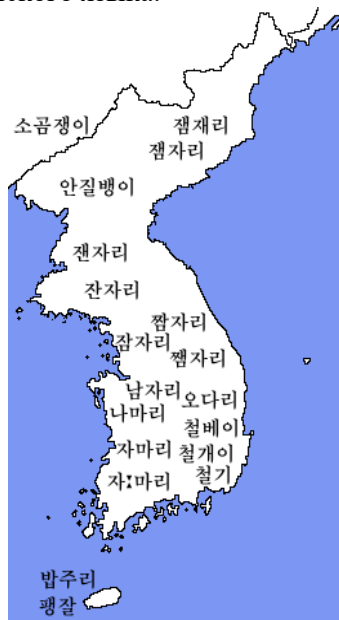 소곰쟁이
잼재리
잼자리
안질뱅이
잰자리
잔자리
짬자리
잠자리
쨈자리
남자리
오다리
나마리
철베이
자마리
철개이
철기
자ː마리
밥주리
팽잘